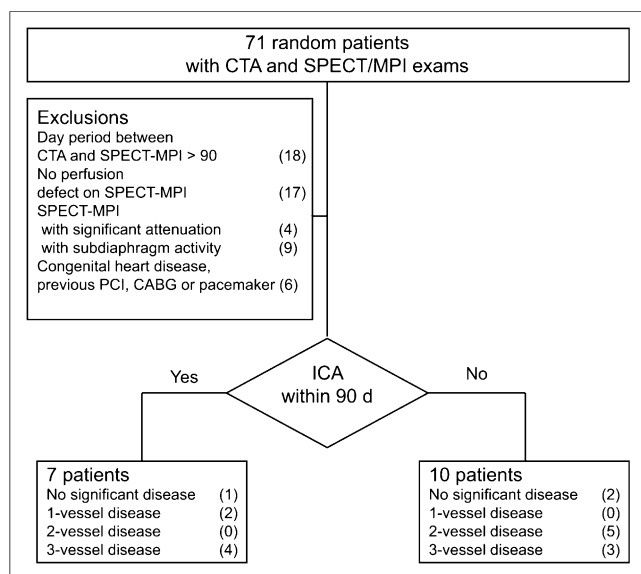 71 random patients
with CTA and SPECT/MPI exams
Exclusions
Day period between
CTA and SPECT-MPI > 90 (18)
No perfusion
defect on SPECT-MPI (17)
SPECT-MPI
with significant attenuation (4)
with subdiaphragm activity (9)
Congenital heart disease,
previous PCI, CABG or pacemaker (6)
ICA
within 90 d
Yes
No
7 patients
No significant disease (1)
1-vessel disease (2)
2-vessel disease (0)
3-vessel disease (4)
10 patients
No significant disease (2)
1-vessel disease (0)
2-vessel disease (5)
3-vessel disease (3)